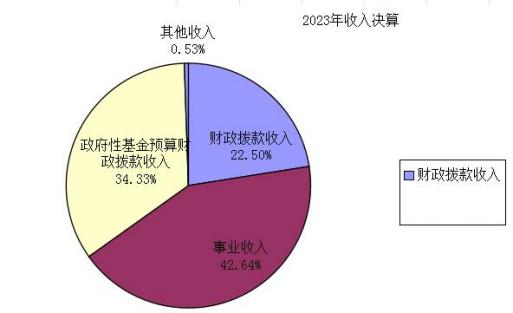 2023年收入决算
其他收入
0.53%
财政拨款收入
22.50%
政府性基金预算财
政拨款收入
34.33%
事业收入
42.64%
财政拨款收入